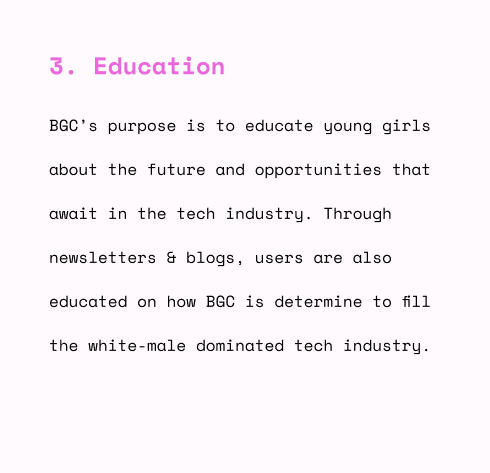 3. Education
BGC's purpose is to educate young girls
about the future and opportunities that
await in the tech industry. Through
newsletters & blogs, users are also
educated on how BGC is determine to fill
the white-male dominated tech industry.